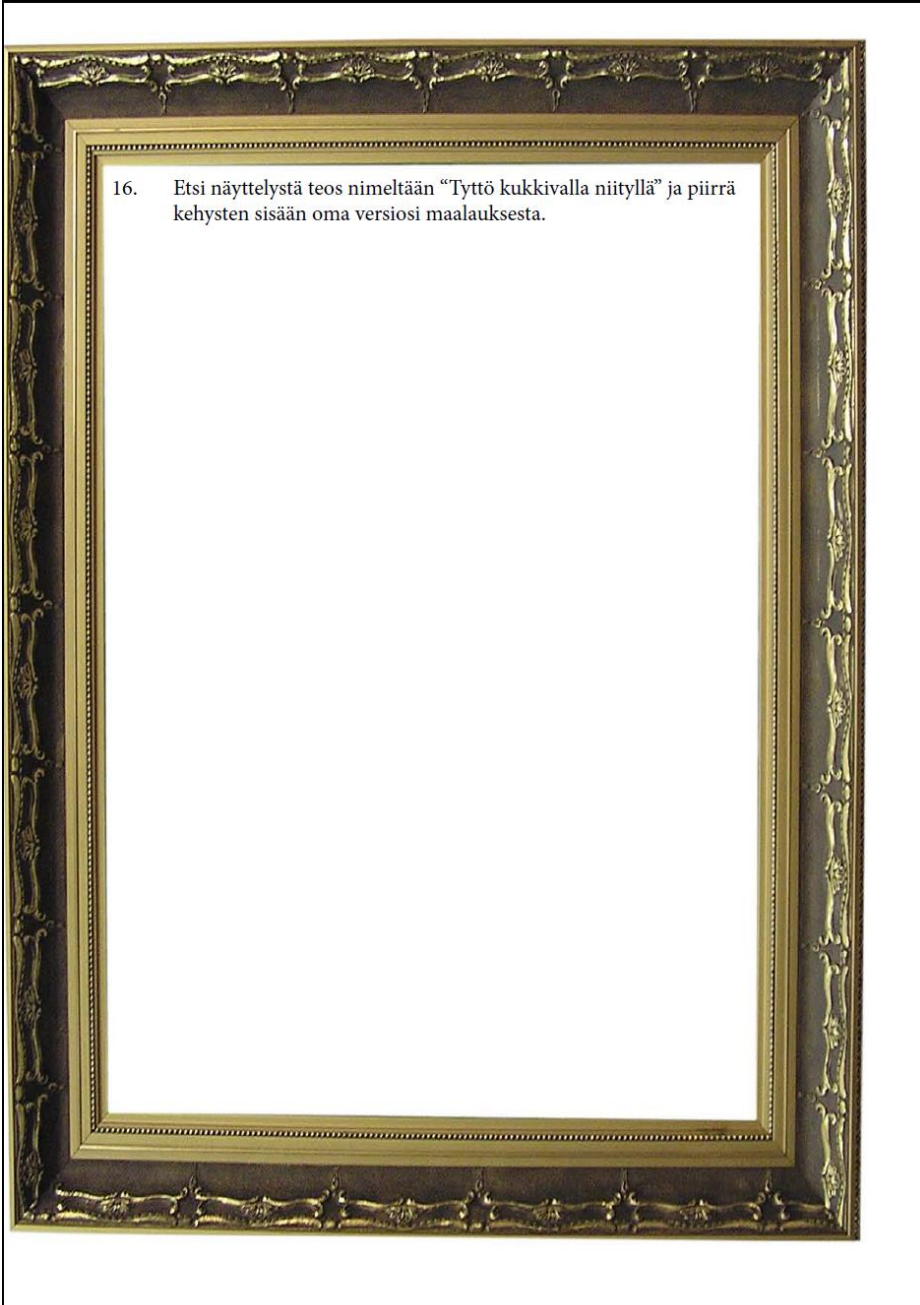 16. Etsi näyttelystä teos nimeltään “Tyttö kukkivalla niityllä” ja piirrä
kehysten sisään oma versiosi maalauksesta.